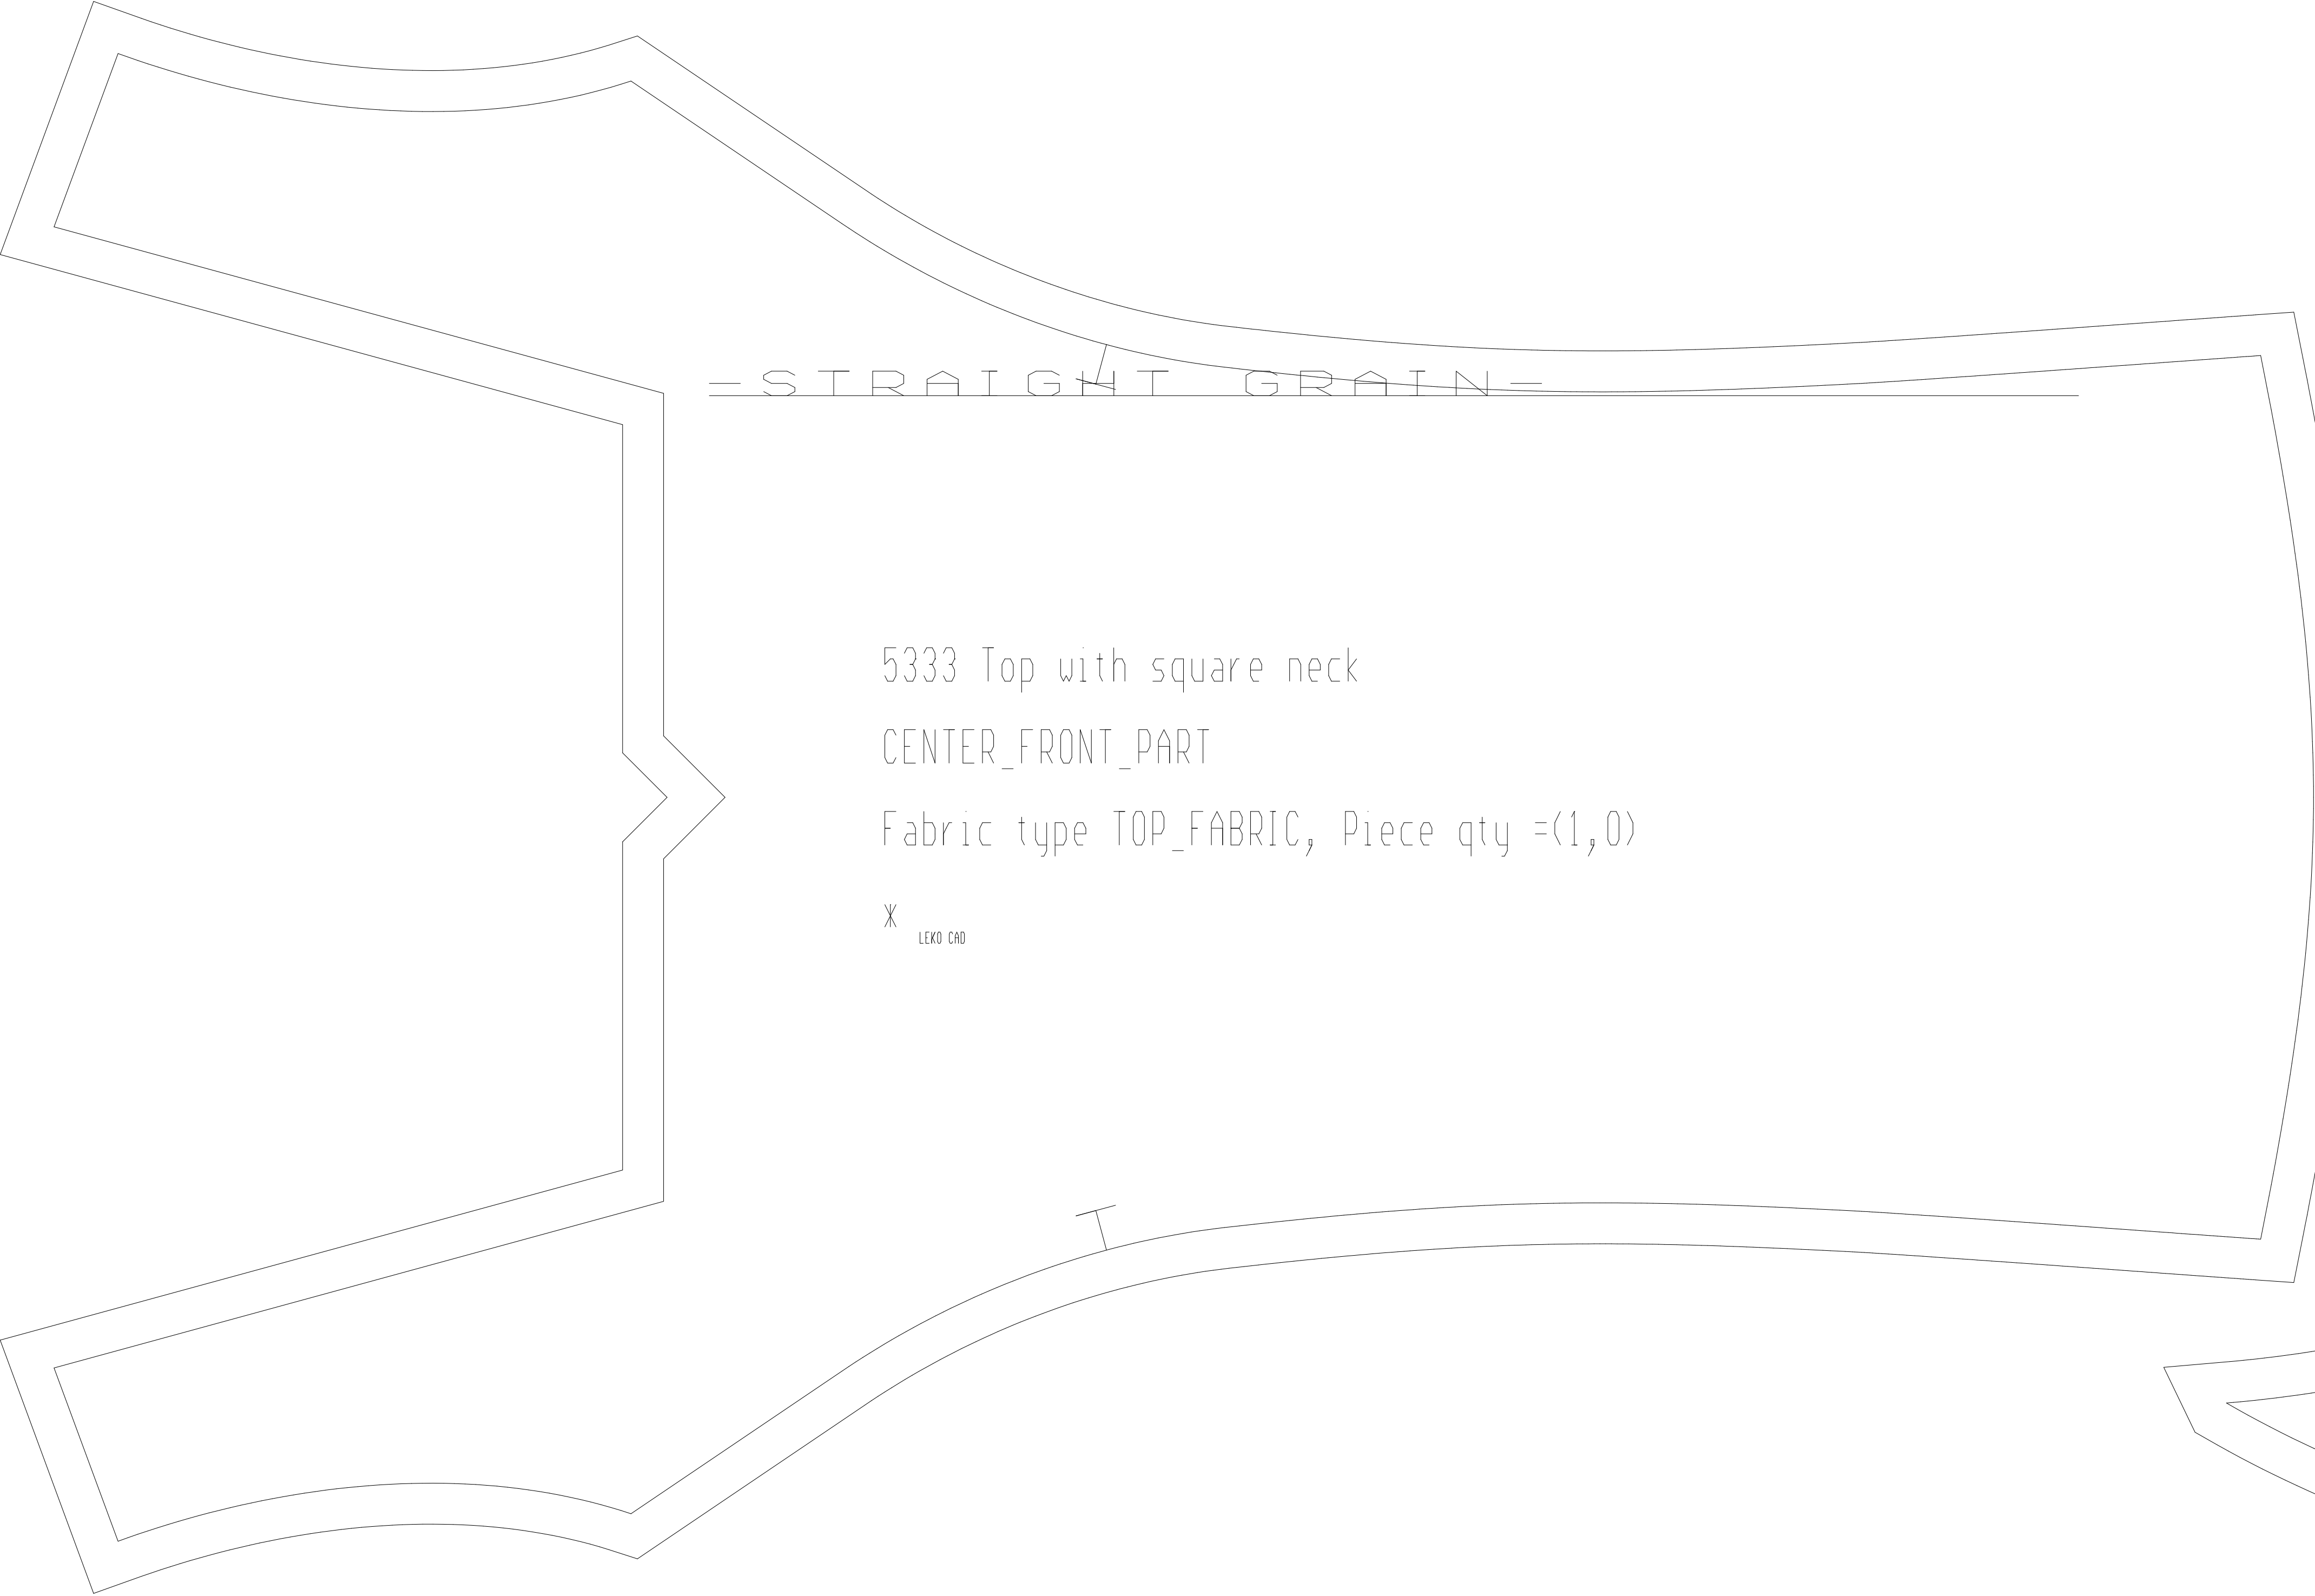 - STRAIGHT GRAIN -
5333 Top with square neck
CENTER_FRONT_PART
Fabric type TOP_FABRIC, Piece qty =(1,0)
*
LEKO CAD